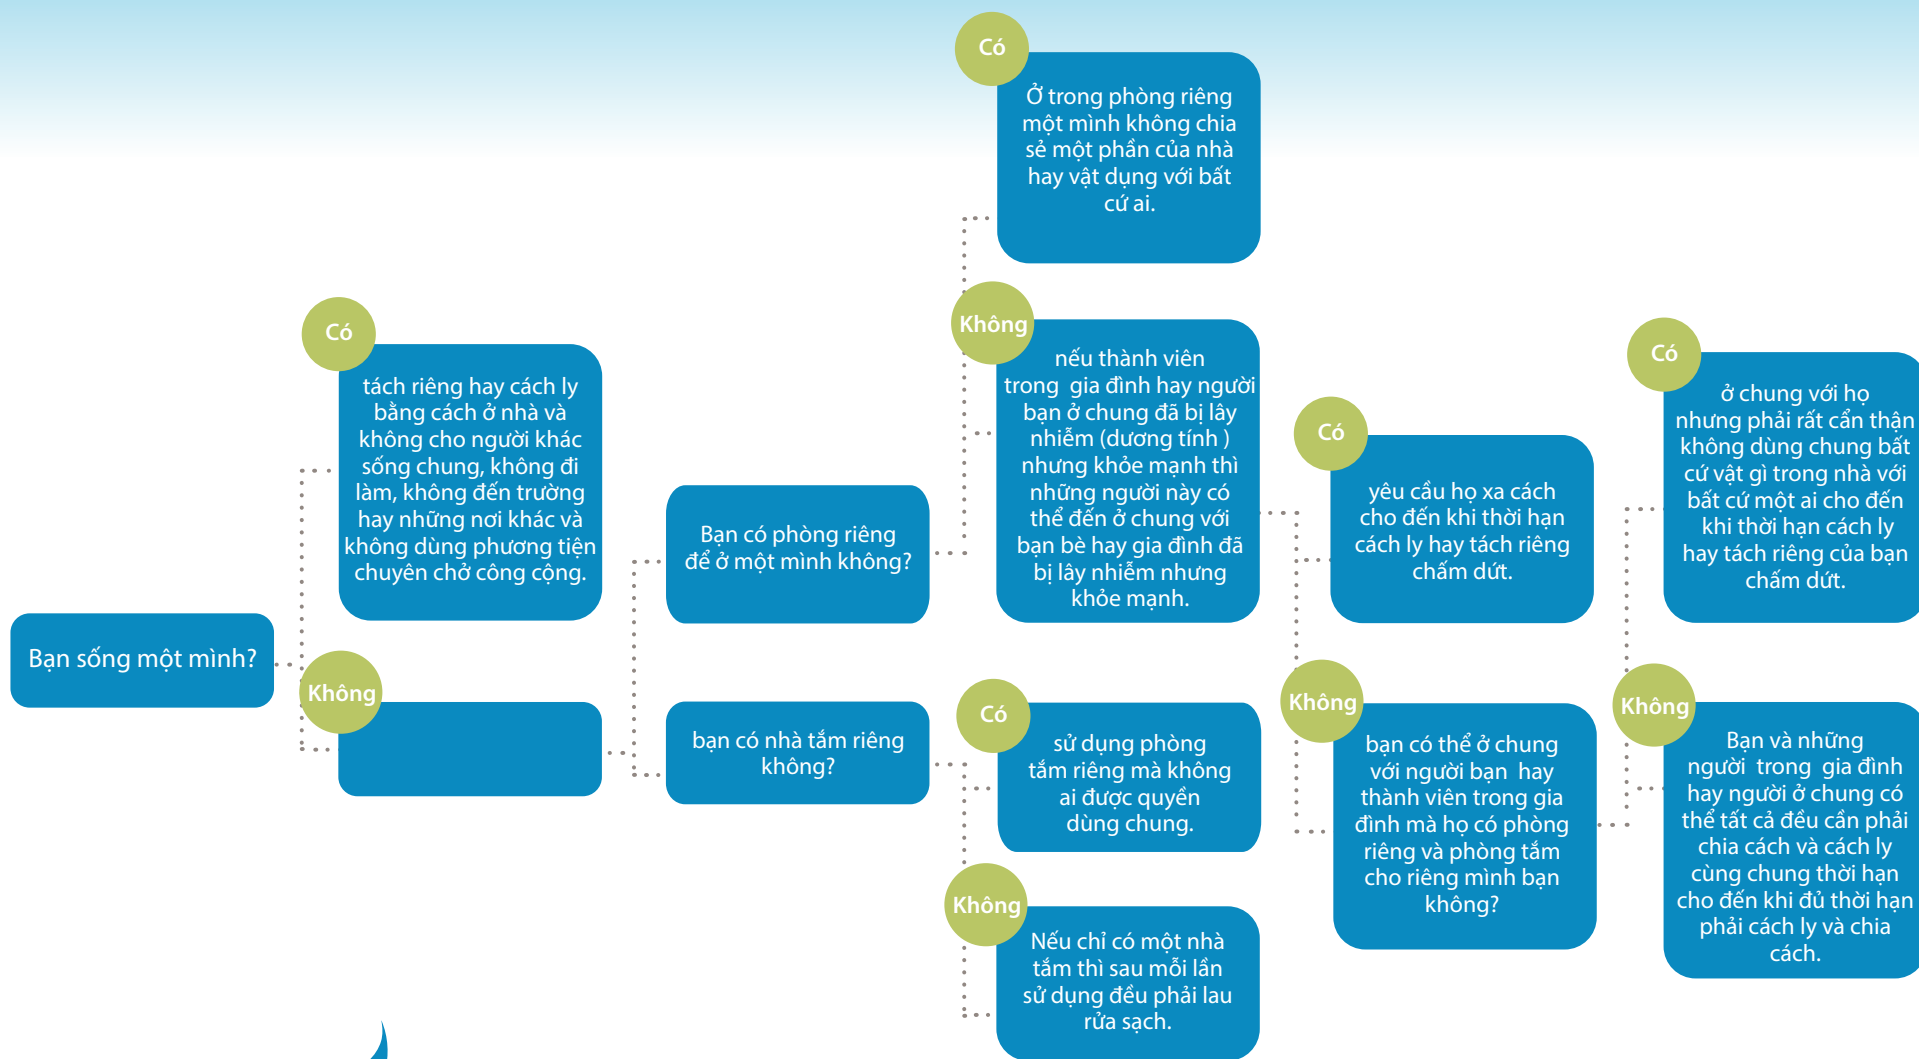 Bạn sống một mình?
Có
tách riêng hay cách ly
bằng cách ở nhà và
không cho người khác
sống chung, không đi
làm, không đến trường
hay những nơi khác và
không dùng phương tiện
chuyên chở công cộng.
Không
Bạn có phòng riêng
để ở một mình không?
Có
Ở trong phòng riêng
một mình không chia
sẻ một phần của nhà
hay vật dụng với bất
cứ ai.
Không
nếu thành viên
trong gia đình hay người
bạn ở chung đã bị lây
nhiễm (dương tính )
nhưng khỏe mạnh thì
những người này có
thể đến ở chung với
bạn bè hay gia đình đã
bị lây nhiễm nhưng
khỏe mạnh.
Có
yêu cầu họ xa cách
cho đến khi thời hạn
cách ly hay tách riêng
chấm dứt.
Không
bạn có thể ở chung
với người bạn hay
thành viên trong gia
đình mà họ có phòng
riêng và phòng tắm
cho riêng mình bạn
không?
Có
ở chung với họ
nhưng phải rất cẩn thận
không dùng chung bất
cứ vật gì trong nhà với
bất cứ một ai cho đến
khi thời hạn cách ly
hay tách riêng của bạn
chấm dứt.
Không
Bạn và những
người trong gia đình
hay người ở chung có
thể tất cả đều cần phải
chia cách và cách ly
cùng chung thời hạn
cho đến khi đủ thời hạn
phải cách ly và chia
cách.
bạn có nhà tắm riêng
không?
Có
sử dụng phòng
tắm riêng mà không
ai được quyền
dùng chung.
Không
Nếu chỉ có một nhà
tắm thì sau mỗi lần
sử dụng đều phải lau
rửa sạch.